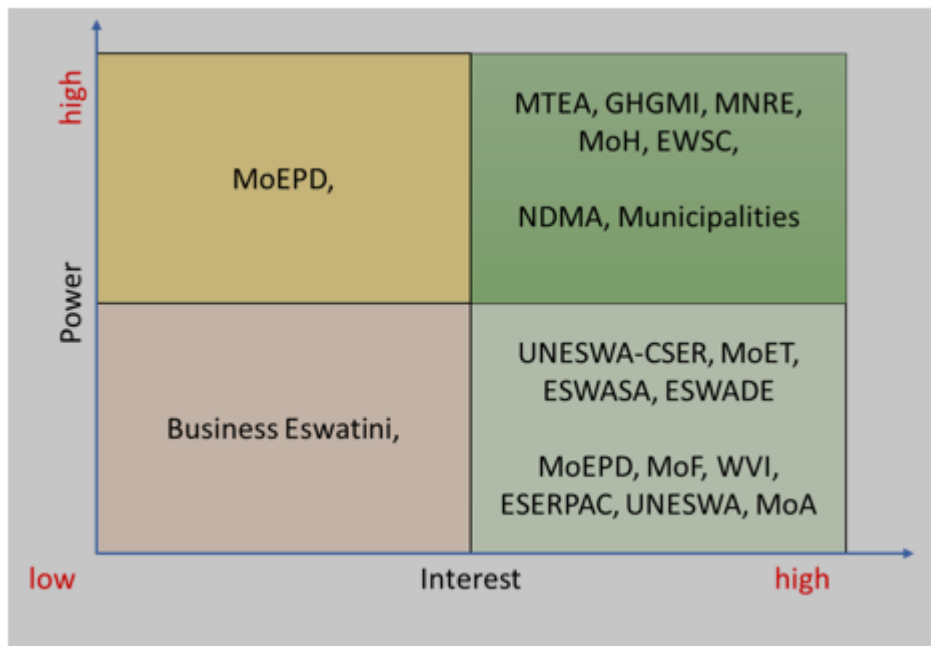 high
Power
MoEPD,
MTEA, GHGMI, MNRE,
MoH, EWSC,
NDMA, Municipalities
Business Eswatini,
UNESWA-CSER, MoET,
ESWASA, ESWADE
MoEPD, MoF, WVI,
ESERPAC, UNESWA, MoA
low
Interest
high